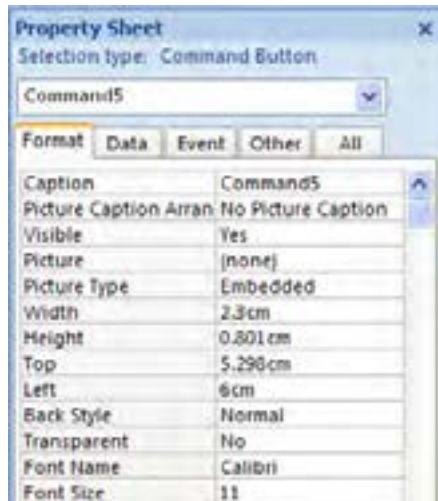 Property Sheet
Selection type: Command Button
Command5
Format Data Event Other All
Caption Command5
Picture Caption Arran No Picture Caption
Visible Yes
Picture (none)
Picture Type Embedded
Width 2.3cm
Height 0.801cm
Top 5.298cm
Left 6cm
Back Style Normal
Transparent No
Font Name Calibri
Font Size 11